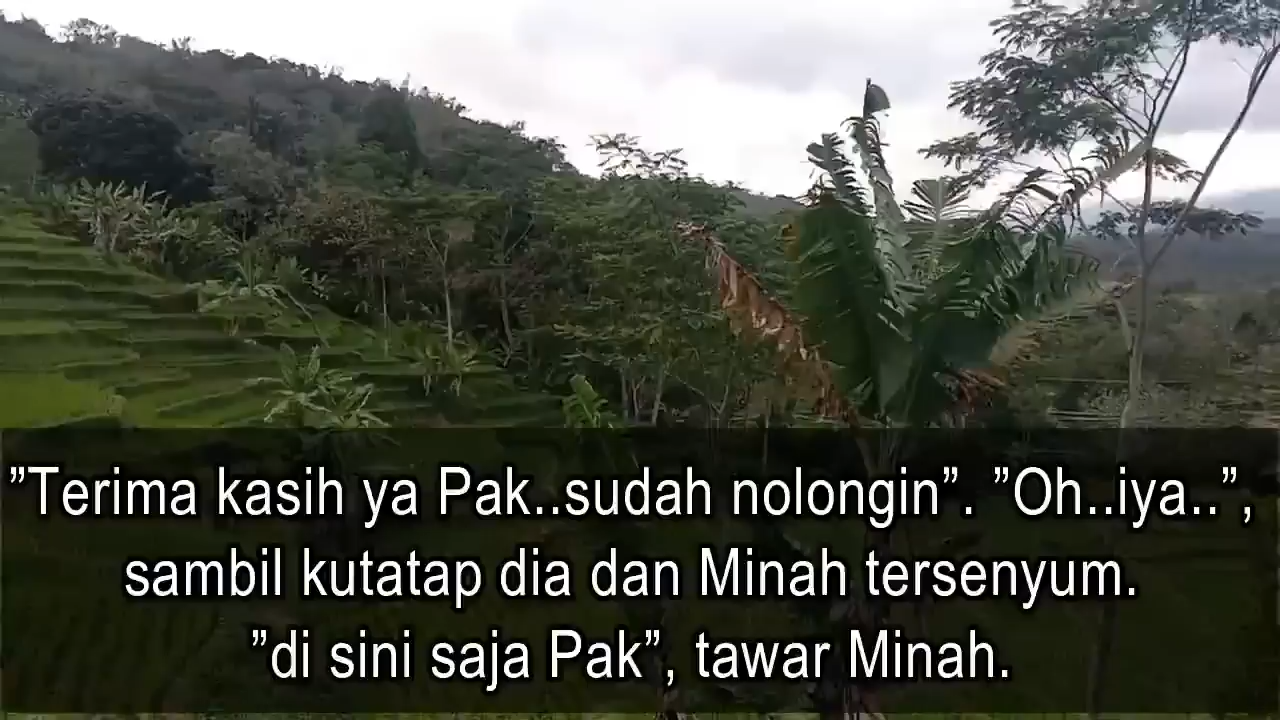 ”Terima kasih ya Pak..sudah nolongin”. ”Oh..iya..”,
sambil kutatap dia dan Minah tersenyum.
”di sini saja Pak”, tawar Minah.